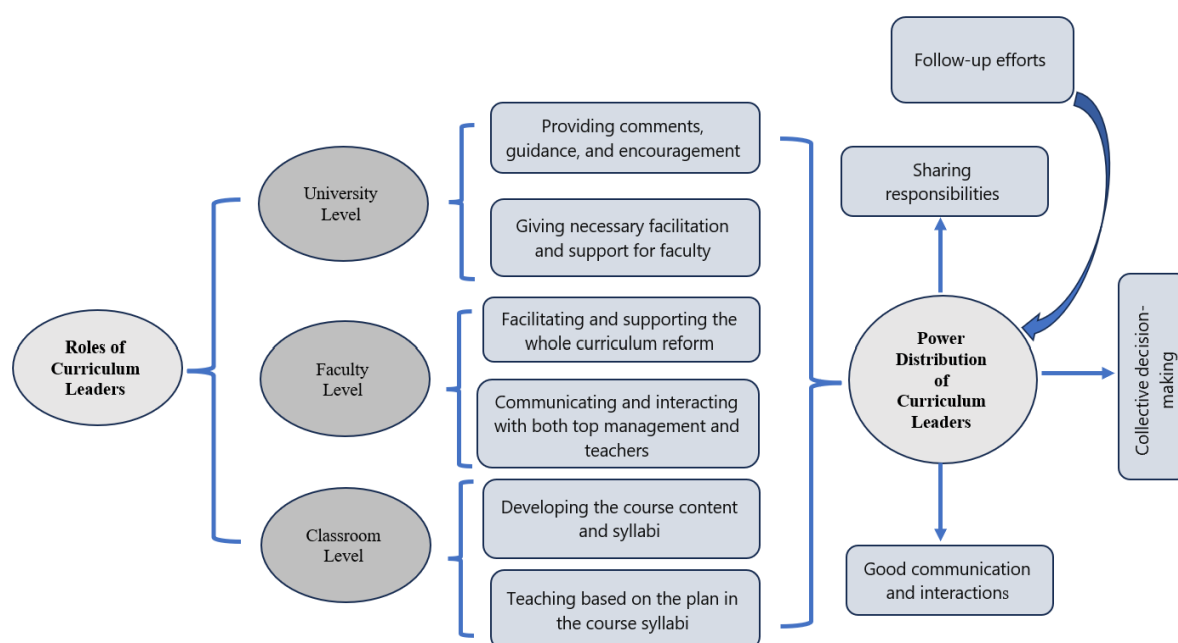 Roles of
Curriculum
Leaders
University
Level
Providing comments,
guidance, and encouragement
Giving necessary facilitation
and support for faculty
Faculty
Level
Facilitating and supporting the
whole curriculum reform
Communicating and interacting
with both top management and
teachers
Classroom
Level
Developing the course content
and syllabi
Teaching based on the plan in
the course syllabi
Follow-up efforts
Sharing
responsibilities
Power
Distribution
of
Curriculum
Leaders
Collective decision-
making
Good communication
and interactions